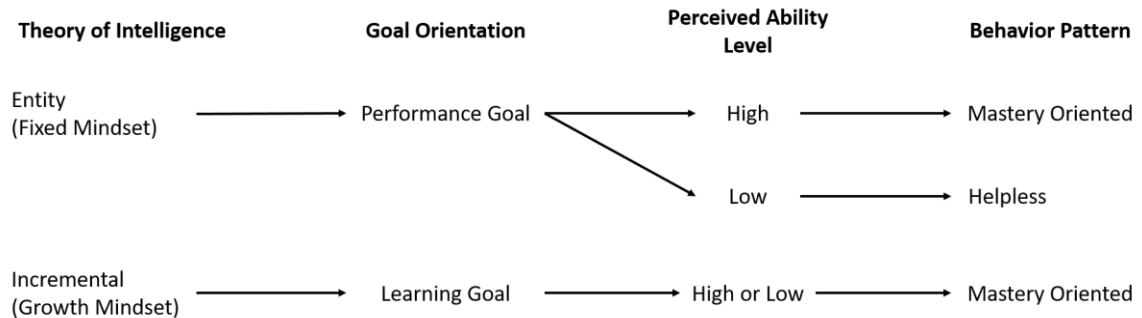 Theory of Intelligence
Goal Orientation
Perceived Ability
Level
Behavior Pattern
Entity
(Fixed Mindset)
Performance Goal
High
Mastery Oriented
Low
Helpless
Incremental
(Growth Mindset)
Learning Goal
High or Low
Mastery Oriented